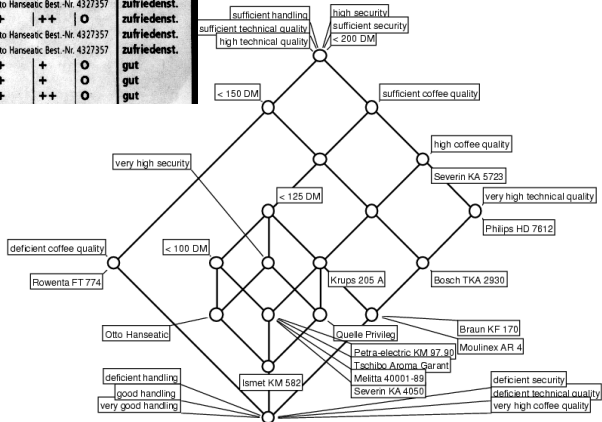 tto Hanseatic Best.-Nr. 4327357 zufriedenst.
+ ++ O zufriedenst.
tto Hanseatic Best.-Nr. 4327357 zufriedenst.
tto Hanseatic Best.-Nr. 4327357 zufriedenst.
+ + O gut
+ + O gut
+ ++ O gut
sufficient handling
high security
sufficient technical quality
sufficient security
high technical quality
< 200 DM
< 150 DM
sufficient coffee quality
high coffee quality
very high security
Severin KA 5723
< 125 DM
very high technical quality
Philips HD 7612
deficient coffee quality
< 100 DM
Rowenta FT 774
Krups 205 A
Bosch TKA 2930
Otto Hanseatic
Quelle Privileg
Braun KF 170
Moulinex AR 4
Petra-electric KM 97.90
Tschibo Aroma Garant
Melitta 40001-89
Severin KA 4050
Ismet KM 582
deficient handling
good handling
very good handling
deficient security
deficient technical quality
very high coffee quality